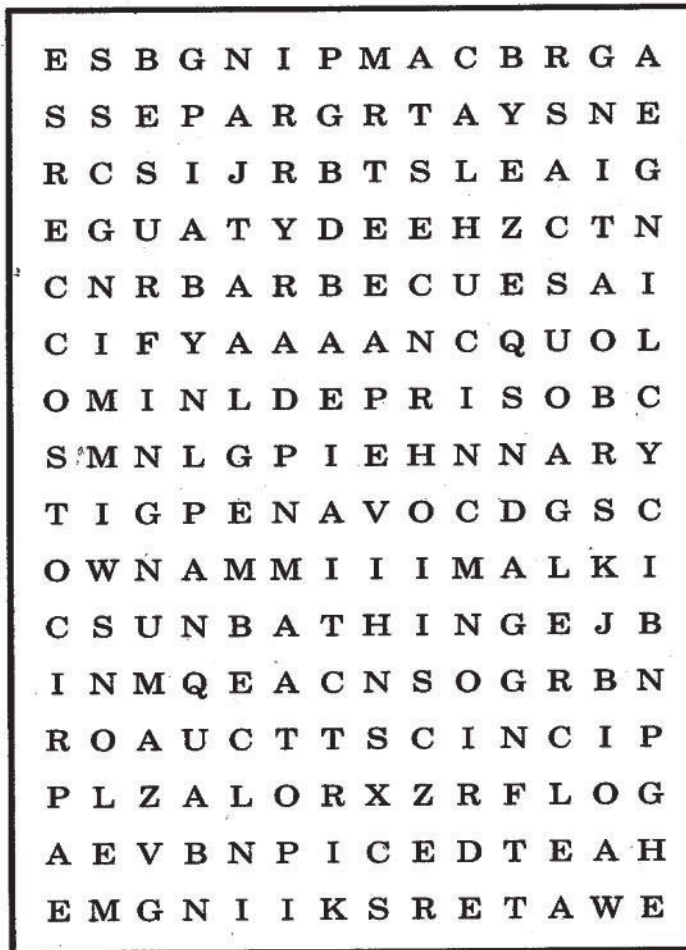 E S B G N I P M A C B R G A
S S E P A R G R T A Y S N E
R C S I J R B T S L E A I G
E G U A T Y D E E H Z C T N
C N R B A R B E C U E S A I
C I F Y A A A A N C Q U O L
O M I N L D E P R I S O B C
S M N L G P I E H N N A R Y
T I G P E N A V O C D G S C
O W N A M M I I I M A L K I
C S U N B A T H I N G E J B
I N M Q E A C N S O G R B N
R O A U C T T S C I N C I P
P L Z A L O R X Z R F L O G
A E V B N P I C E D T E A H
E M G N I I K S R E T A W E